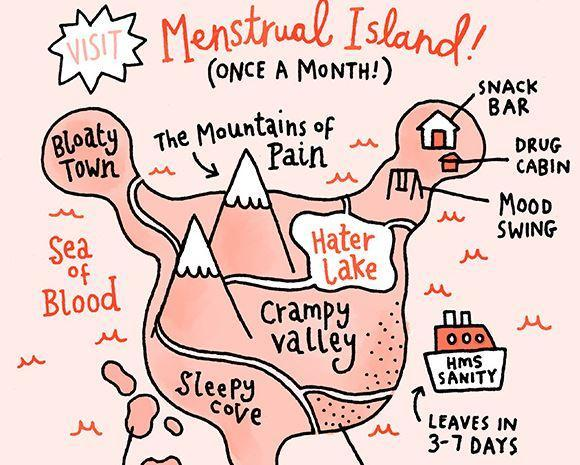 VISIT
Menstrual Island!
(ONCE A MONTH!)
SNACK
BAR
Bloaty
Town
The Mountains of
Pain
DRUG
CABIN
MOOD
SWING
Hater
Lake
Sea
of
Blood
Crampy
Valley
HMS
SANITY
Sleepy
Cove
LEAVES IN
3-7 DAYS